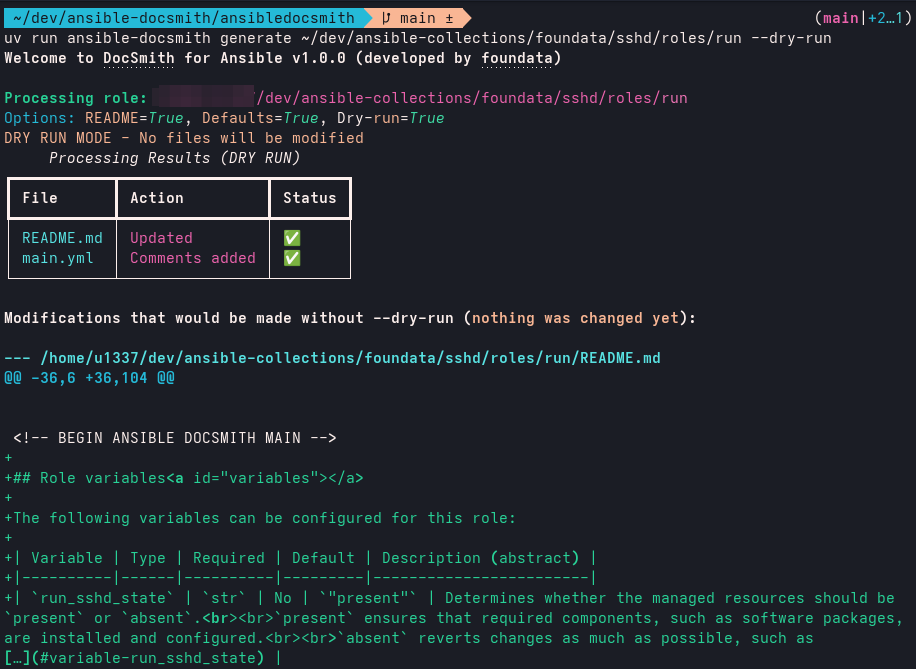 ~/dev/ansible-docsmith/ansibledocsmith main ± (main|+2…1)
uv run ansible-docsmith generate ~/dev/ansible-collections/foundata/sshd/roles/run --dry-run
Welcome to DocSmith for Ansible v1.0.0 (developed by foundata)
Processing role: /dev/ansible-collections/foundata/sshd/roles/run
Options: README=True, Defaults=True, Dry-run=True
DRY RUN MODE - No files will be modified
Processing Results (DRY RUN)
File Action Status
README.md Updated ✅
main.yml Comments added ✅
Modifications that would be made without --dry-run (nothing was changed yet):
--- /home/u1337/dev/ansible-collections/foundata/sshd/roles/run/README.md
@@ -36,6 +36,104 @@
<!-- BEGIN ANSIBLE DOCSMITH MAIN -->
+
+## Role variables<a id="variables"></a>
+
+The following variables can be configured for this role:
+
+| Variable | Type | Required | Default | Description (abstract) |
+|----------|------|----------|---------|------------------------|
+| `run_sshd_state` | `str` | No | `"present"` | Determines whether the managed resources should be
`present` or `absent`.<br><br>`present` ensures that required components, such as software packages,
are installed and configured.<br><br>`absent` reverts changes as much as possible, such as
[…](#variable-run_sshd_state) |